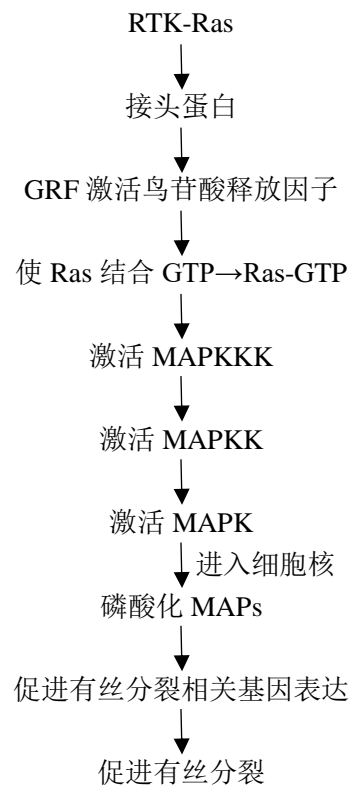 RTK-Ras
接头蛋白
GRF 激活鸟苷酸释放因子
使 Ras 结合 GTP→Ras-GTP
激活 MAPKKK
激活 MAPKK
激活 MAPK
进入细胞核
磷酸化 MAPs
促进有丝分裂相关基因表达
促进有丝分裂